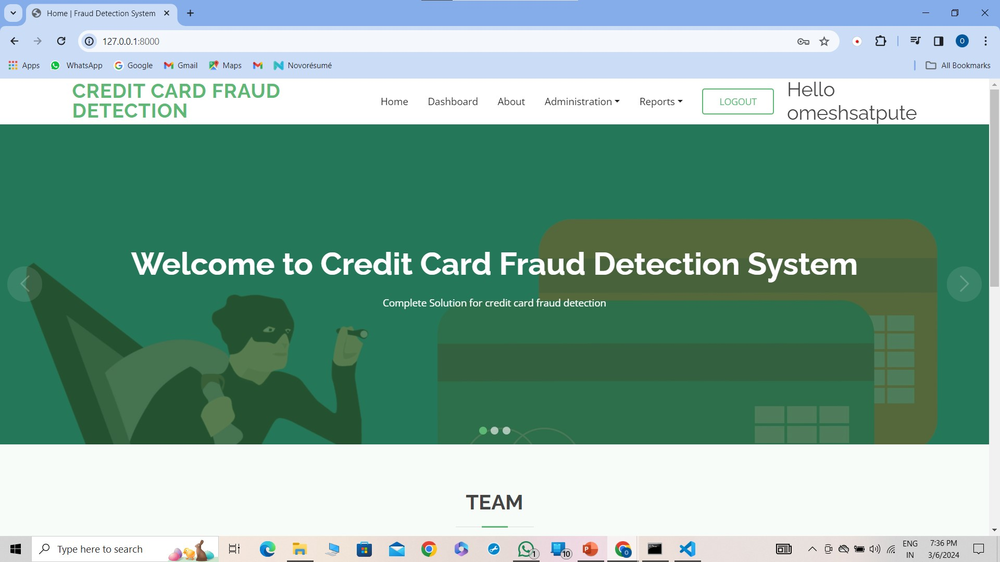 Home | Fraud Detection System
127.0.0.1:8000
Apps WhatsApp Google Gmail Maps Novorésumé All Bookmarks
CREDIT CARD FRAUD
DETECTION
Home Dashboard About Administration Reports LOGOUT
Hello
omeshsatpute
Welcome to Credit Card Fraud Detection System
Complete Solution for credit card fraud detection
TEAM
Type here to search
1
10
ENG
IN
7:36 PM
3/6/2024